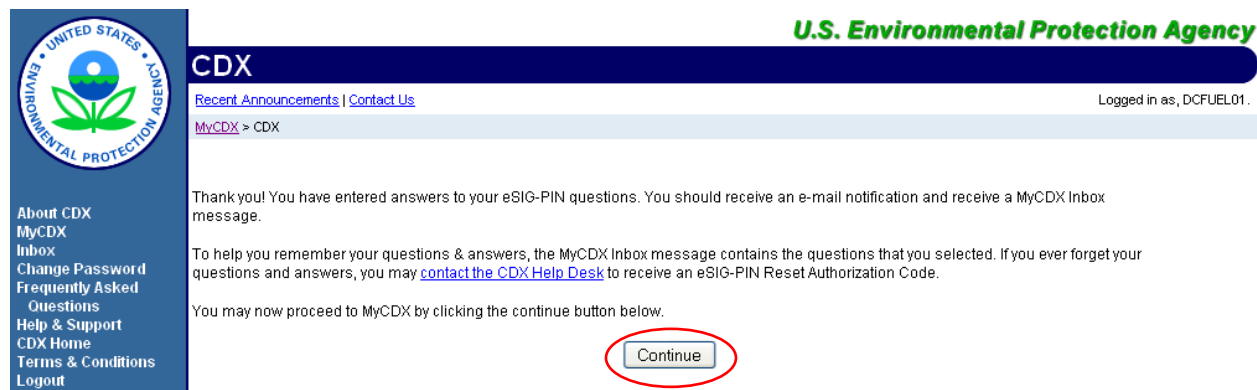 U.S. Environmental Protection Agency
UNITED STATES
ENVIRONMENTAL PROTECTION AGENCY
CDX
Recent Announcements | Contact Us
Logged in as, DCFUEL01.
MyCDX > CDX
Thank you! You have entered answers to your eSIG-PIN questions. You should receive an e-mail notification and receive a MyCDX Inbox
message.
To help you remember your questions & answers, the MyCDX Inbox message contains the questions that you selected. If you ever forget your
questions and answers, you may contact the CDX Help Desk to receive an eSIG-PIN Reset Authorization Code.
You may now proceed to MyCDX by clicking the continue button below.
Continue
About CDX
MyCDX
Inbox
Change Password
Frequently Asked
Questions
Help & Support
CDX Home
Terms & Conditions
Logout